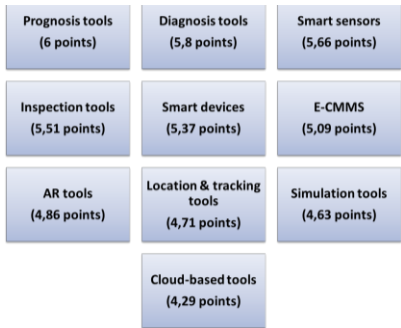 Prognosis tools
(6 points)
Diagnosis tools
(5,8 points)
Smart sensors
(5,66 points)
Inspection tools
(5,51 points)
Smart devices
(5,37 points)
E-CMMS
(5,09 points)
AR tools
(4,86 points)
Location & tracking
tools
(4,71 points)
Simulation tools
(4,63 points)
Cloud-based tools
(4,29 points)